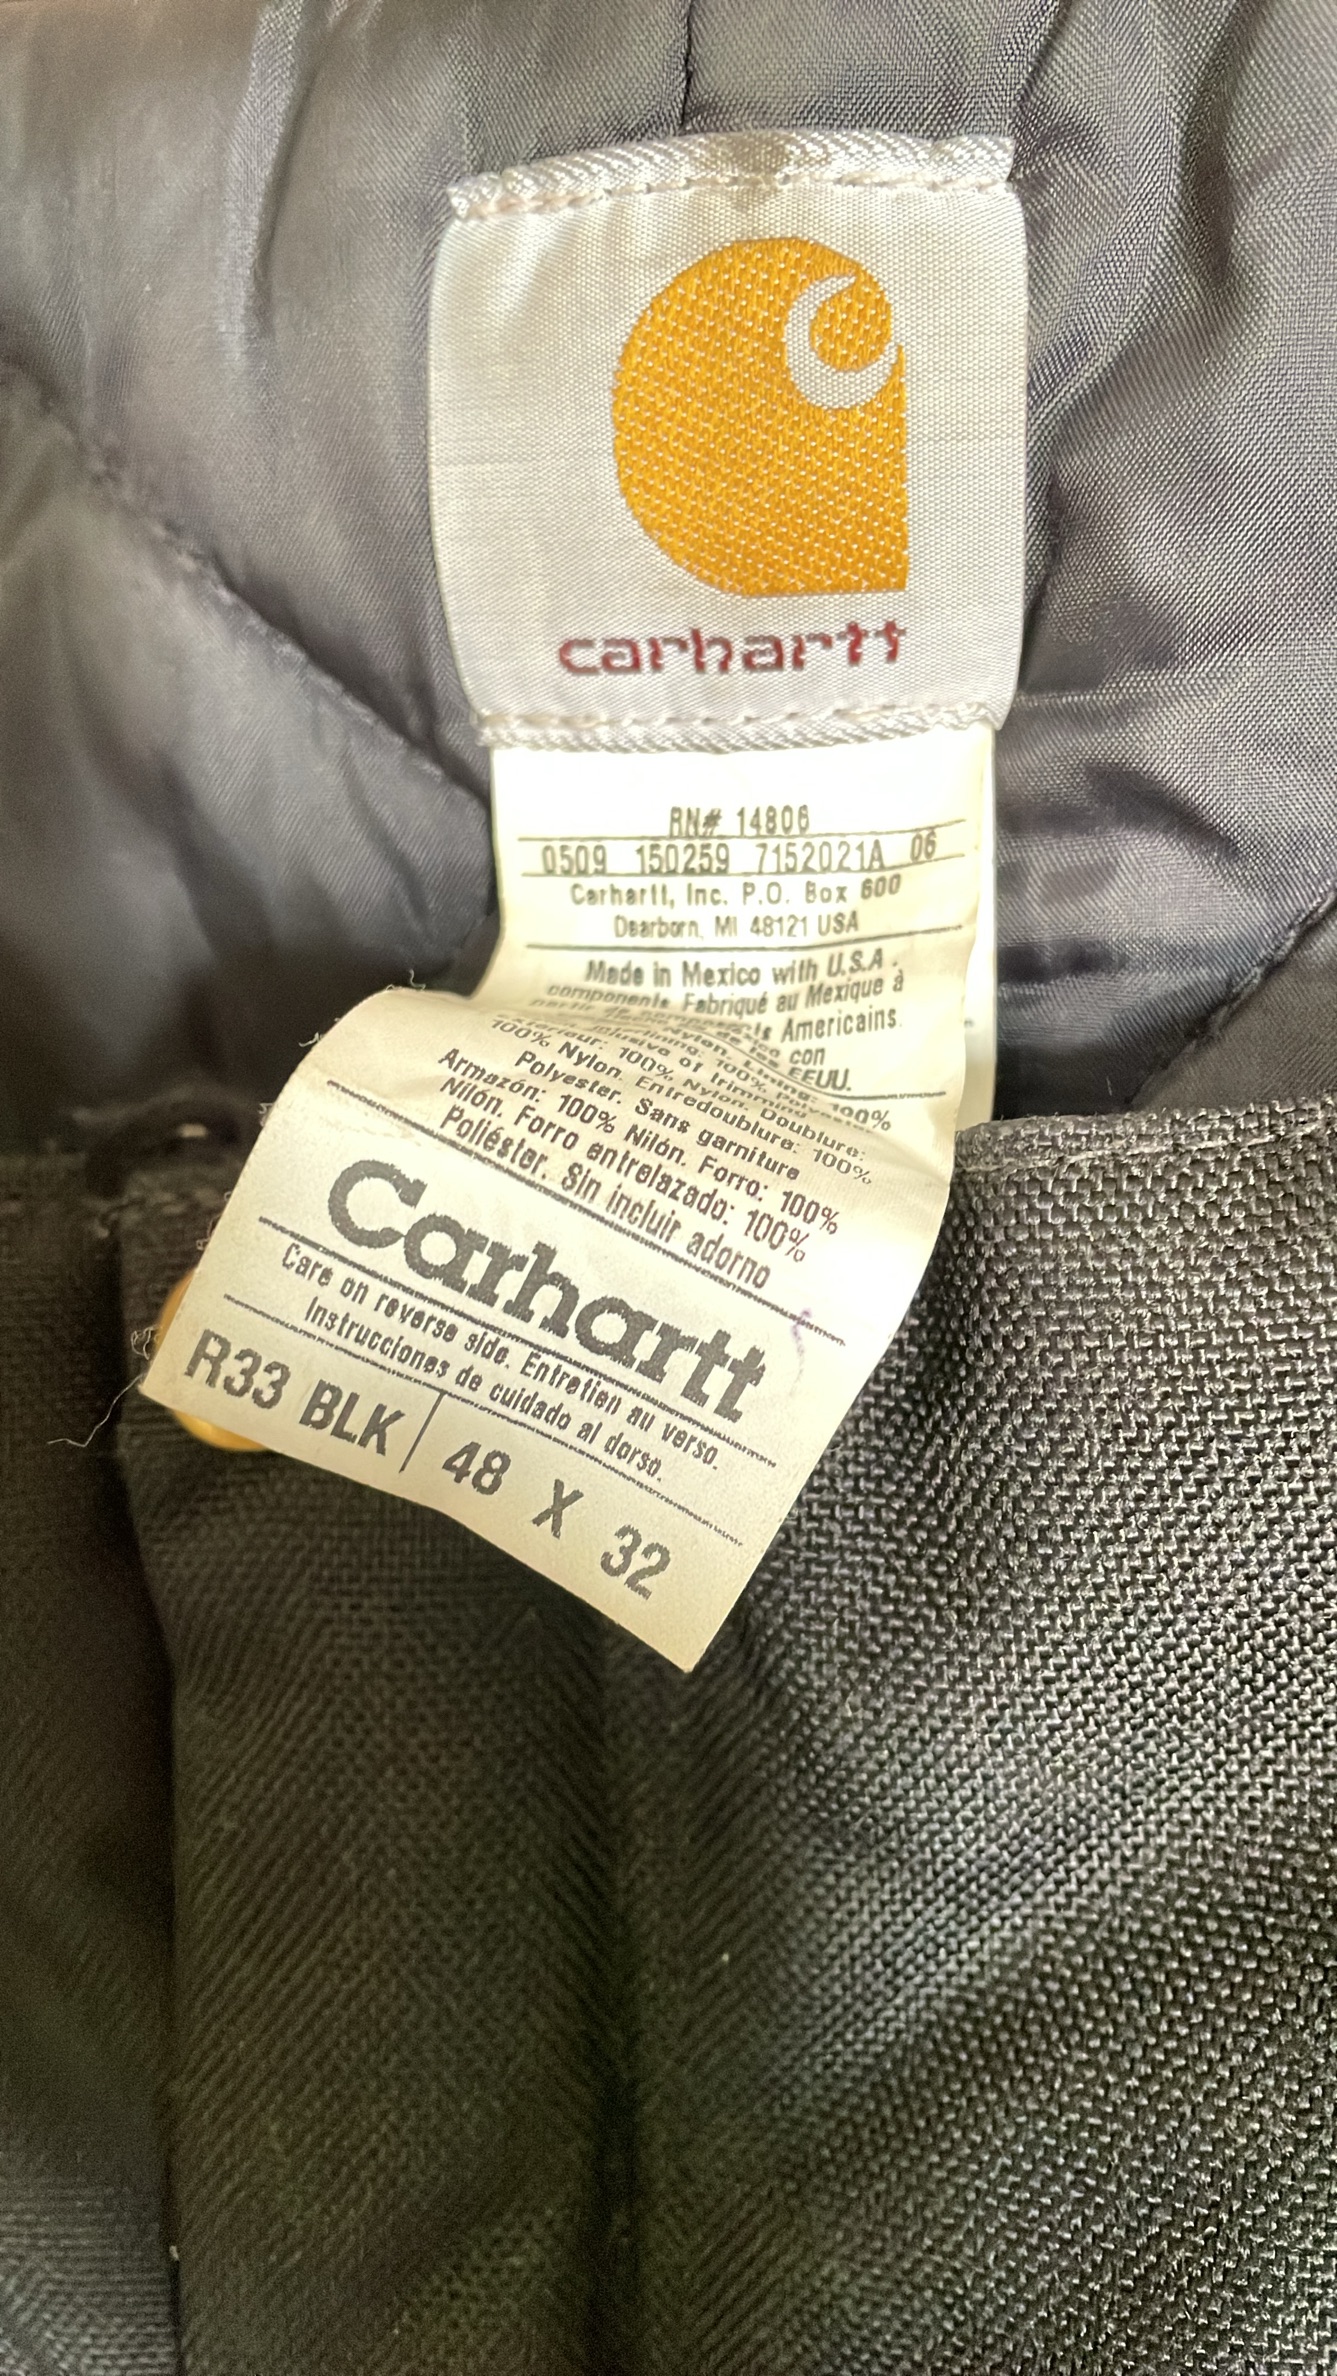 carhartt
RN# 14806
0509 150259 7152021A 06
Carhartt, Inc. P.O. Box 600
Dearborn, MI 48121 USA
Made in Mexico with U.S.A.
components. Fabriqué au Mexique à
Americains.
con
EEUU.
100%
100% Nylon. Entredoublure: 100%
Polyester. Sans garniture
Armazón: 100% Nilón. Forro: 100%
Nilón. Forro entrelazado: 100%
Poliéster. Sin incluir adorno
Carhartt
Care on reverse side. Entretien au verso.
Instrucciones de cuidado al dorso.
R33 BLK 48 X 32